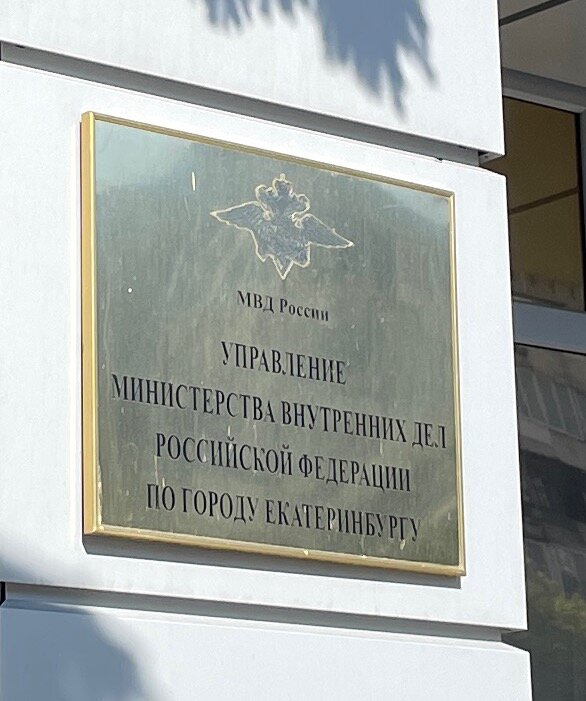 МВД России
УПРАВЛЕНИЕ
МИНИСТЕРСТВА ВНУТРЕННИХ ДЕЛ
РОССИЙСКОЙ ФЕДЕРАЦИИ
ПО ГОРОДУ ЕКАТЕРИНБУРГУ